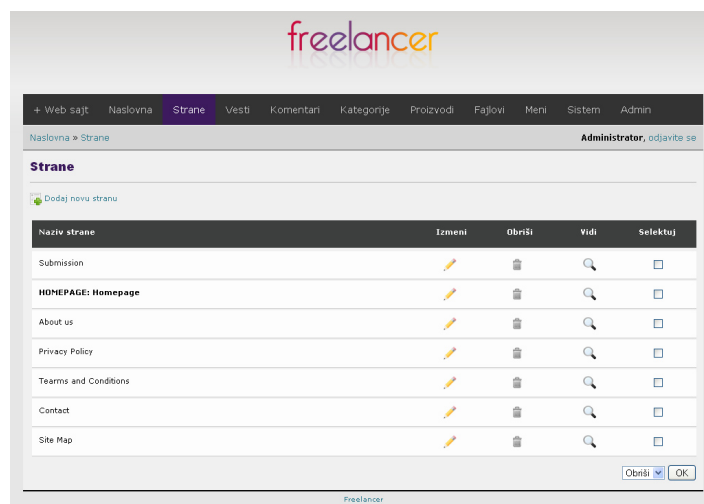 freelancer
+ Web sajt Naslovna Strane Vesti Komentari Kategorije Proizvodi Fajlovi Meni Sistem Admin
Naslovna » Strane Administrator, odjavite se
Strane
Dodaj novu stranu
Naziv strane Izmeni Obriši Vidi Selektuj
Submission
HOMEPAGE: Homepage
About us
Privacy Policy
Tearms and Conditions
Contact
Site Map
Obriši OK
Freelancer